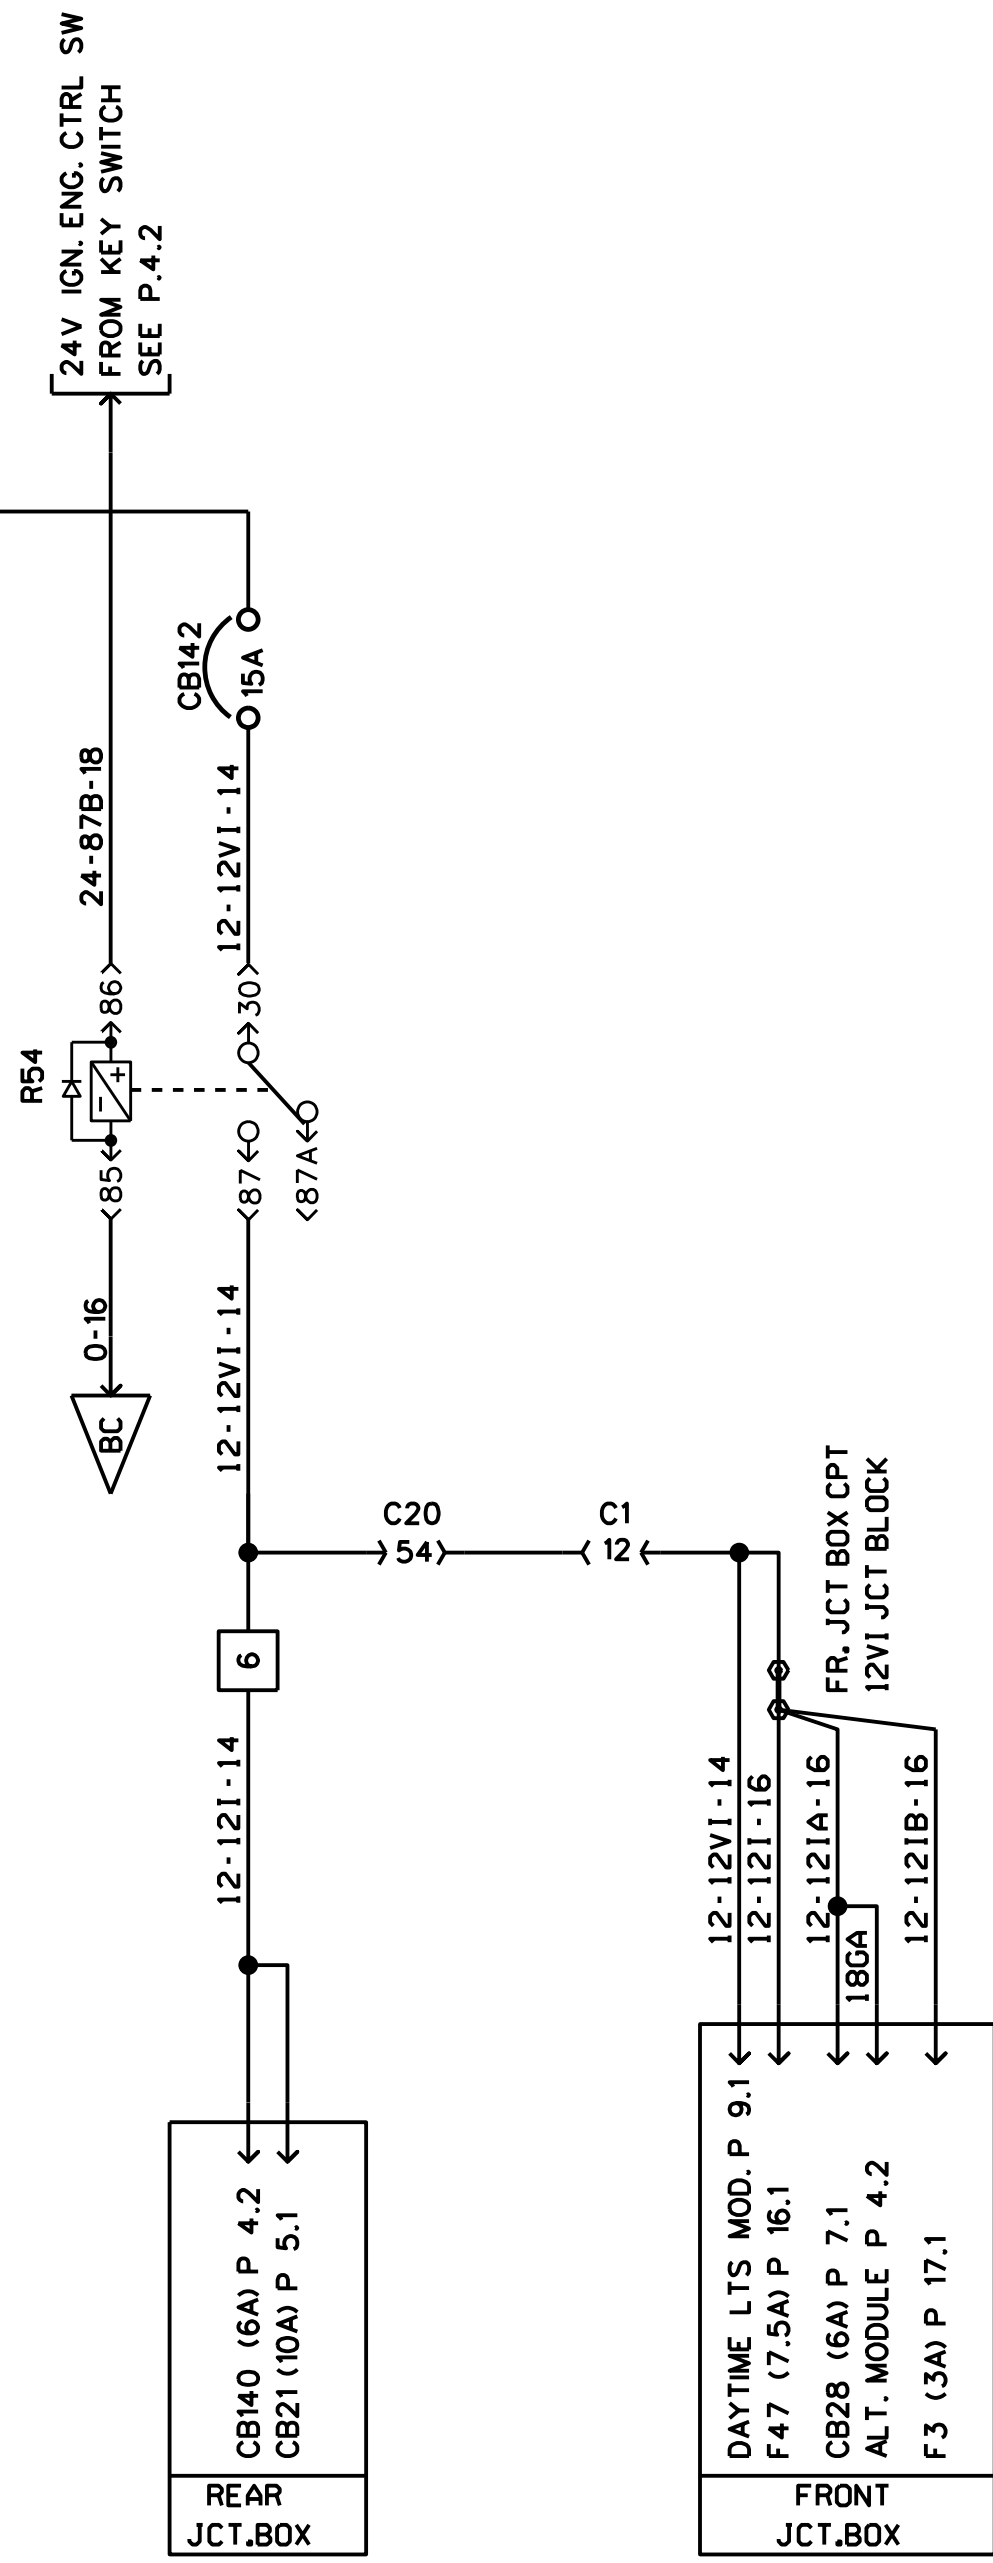 24V IGN. ENG. CTRL SW
FROM KEY SWITCH
SEE P.4.2
CB142
15A
24-87B-18
12-12VI-14
86
30
R54
+
-
85
87
87A
0-16
12-12VI-14
BC
C20
54
C1
12
FR. JCT BOX CPT
12VI JCT BLOCK
6
12-12I-14
12-12VI-14
12-12I-16
12-12IA-16
18GA
12-12IB-16
CB140 (6A) P 4.2
CB21 (10A) P 5.1
REAR
JCT.BOX
DAYTIME LTS MOD. P 9.1
F47 (7.5A) P 16.1
CB28 (6A) P 7.1
ALT. MODULE P 4.2
F3 (3A) P 17.1
FRONT
JCT.BOX